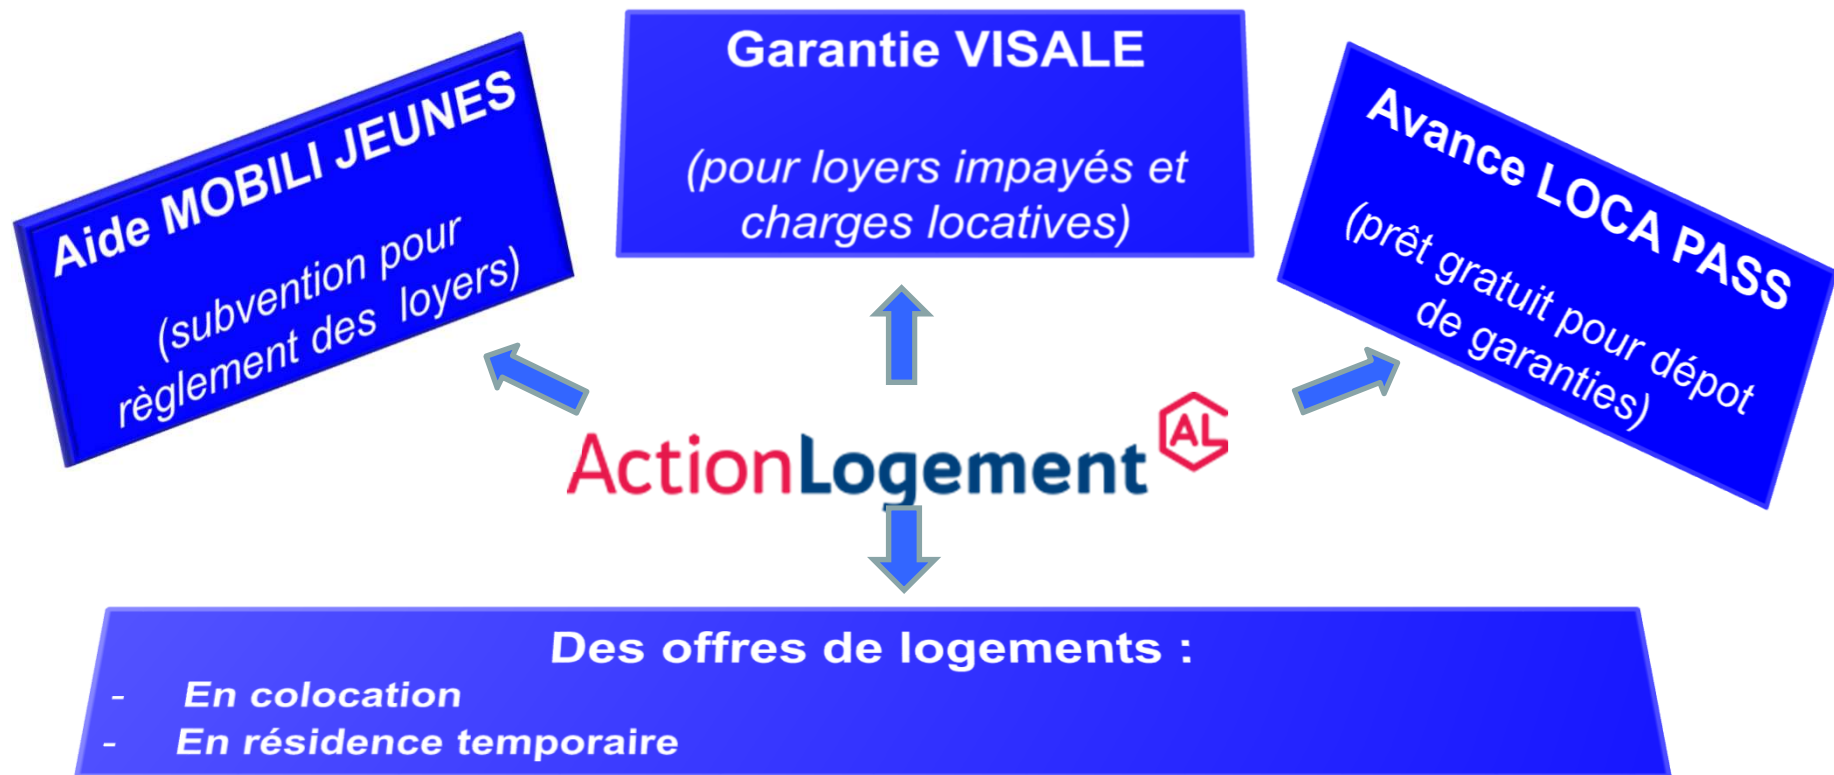 Aide MOBILI JEUNES
(subvention pour
règlement des loyers)
Garantie VISALE
(pour loyers impayés et
charges locatives)
Avance LOCA PASS
(prêt gratuit pour dépot
de garanties)
ActionLogement AL
Des offres de logements :
- En colocation
- En résidence temporaire